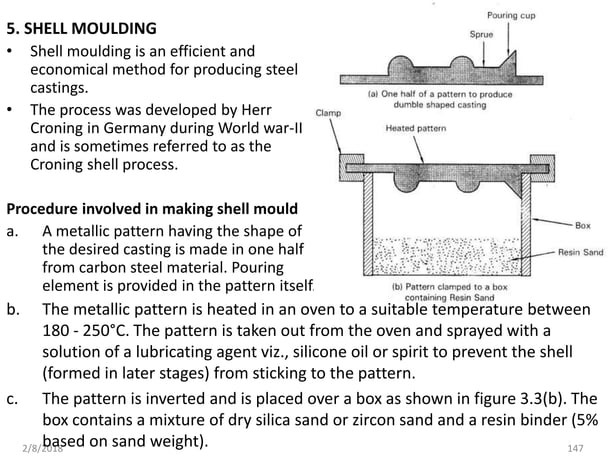 5. SHELL MOULDING
• Shell moulding is an efficient and
economical method for producing steel
castings.
• The process was developed by Herr
Croning in Germany during World war-II
and is sometimes referred to as the
Croning shell process.
Pouring cup
Sprue
(a) One half of a pattern to produce
dumble shaped casting
Clamp
Heated pattern
Box
Resin Sand
(b) Pattern clamped to a box
containing Resin Sand
Procedure involved in making shell mould
a. A metallic pattern having the shape of
the desired casting is made in one half
from carbon steel material. Pouring
element is provided in the pattern itself.
b. The metallic pattern is heated in an oven to a suitable temperature between
180 - 250°C. The pattern is taken out from the oven and sprayed with a
solution of a lubricating agent viz., silicone oil or spirit to prevent the shell
(formed in later stages) from sticking to the pattern.
c. The pattern is inverted and is placed over a box as shown in figure 3.3(b). The
box contains a mixture of dry silica sand or zircon sand and a resin binder (5%
based on sand weight).
2/8/2018
147